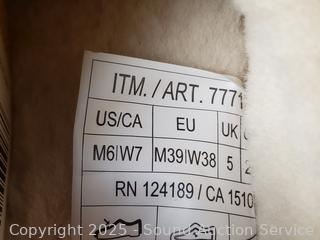 ITM. / ART. 7771
US/CA EU UK
M6|W7 M39|W38 5 2
RN 124189 / CA 1510
Copyright 2025 - Sound Auction Service